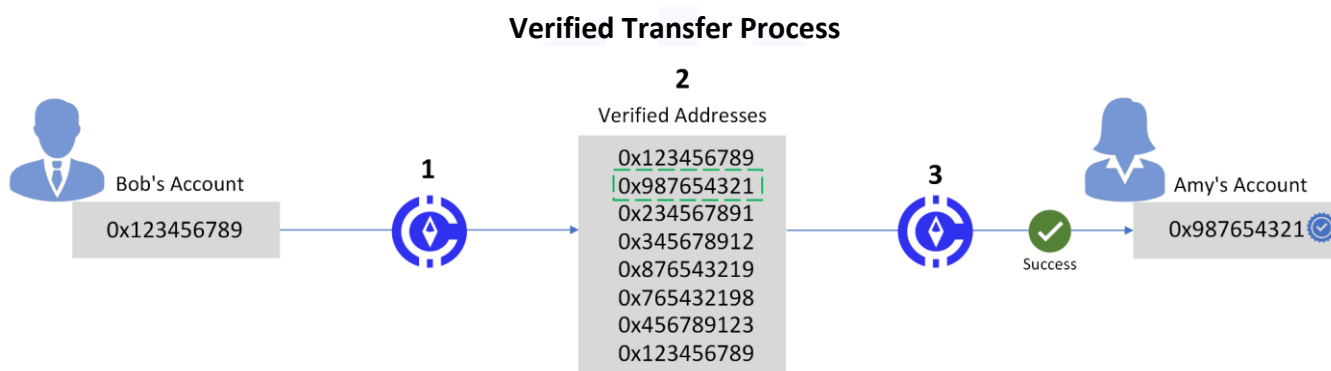 Verified Transfer Process
2
Verified Addresses
Bob's Account
0x123456789
1
0x123456789
0x987654321
0x234567891
0x345678912
0x876543219
0x765432198
0x456789123
0x123456789
3
Success
Amy's Account
0x987654321